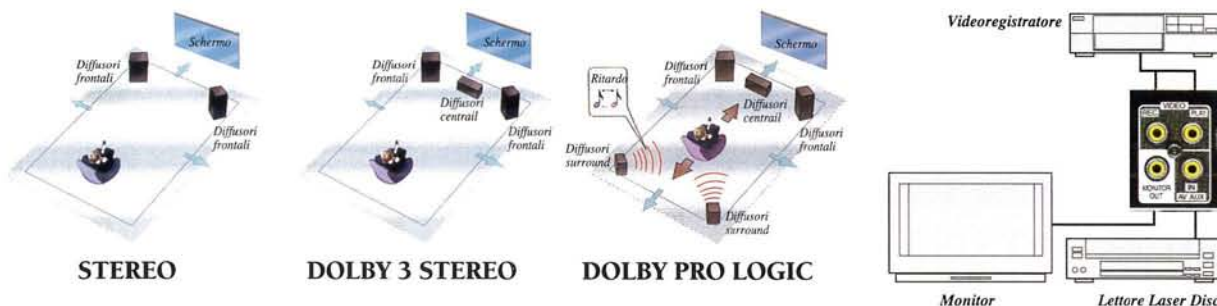 Schermo
Diffusori
frontali
Diffusori
frontali
STEREO
Schermo
Diffusori
frontali
Diffusori
centrail
Diffusori
frontali
DOLBY 3 STEREO
Schermo
Diffusori
frontali
Ritardo
Diffusori
centrail
Diffusori
frontali
Diffusori
surround
Diffusori
surround
DOLBY PRO LOGIC
Videoregistratore
VIDEO
REC
PLAY
MONITOR
OUT
IN
AV AUX
Monitor
Lettore Laser Disc